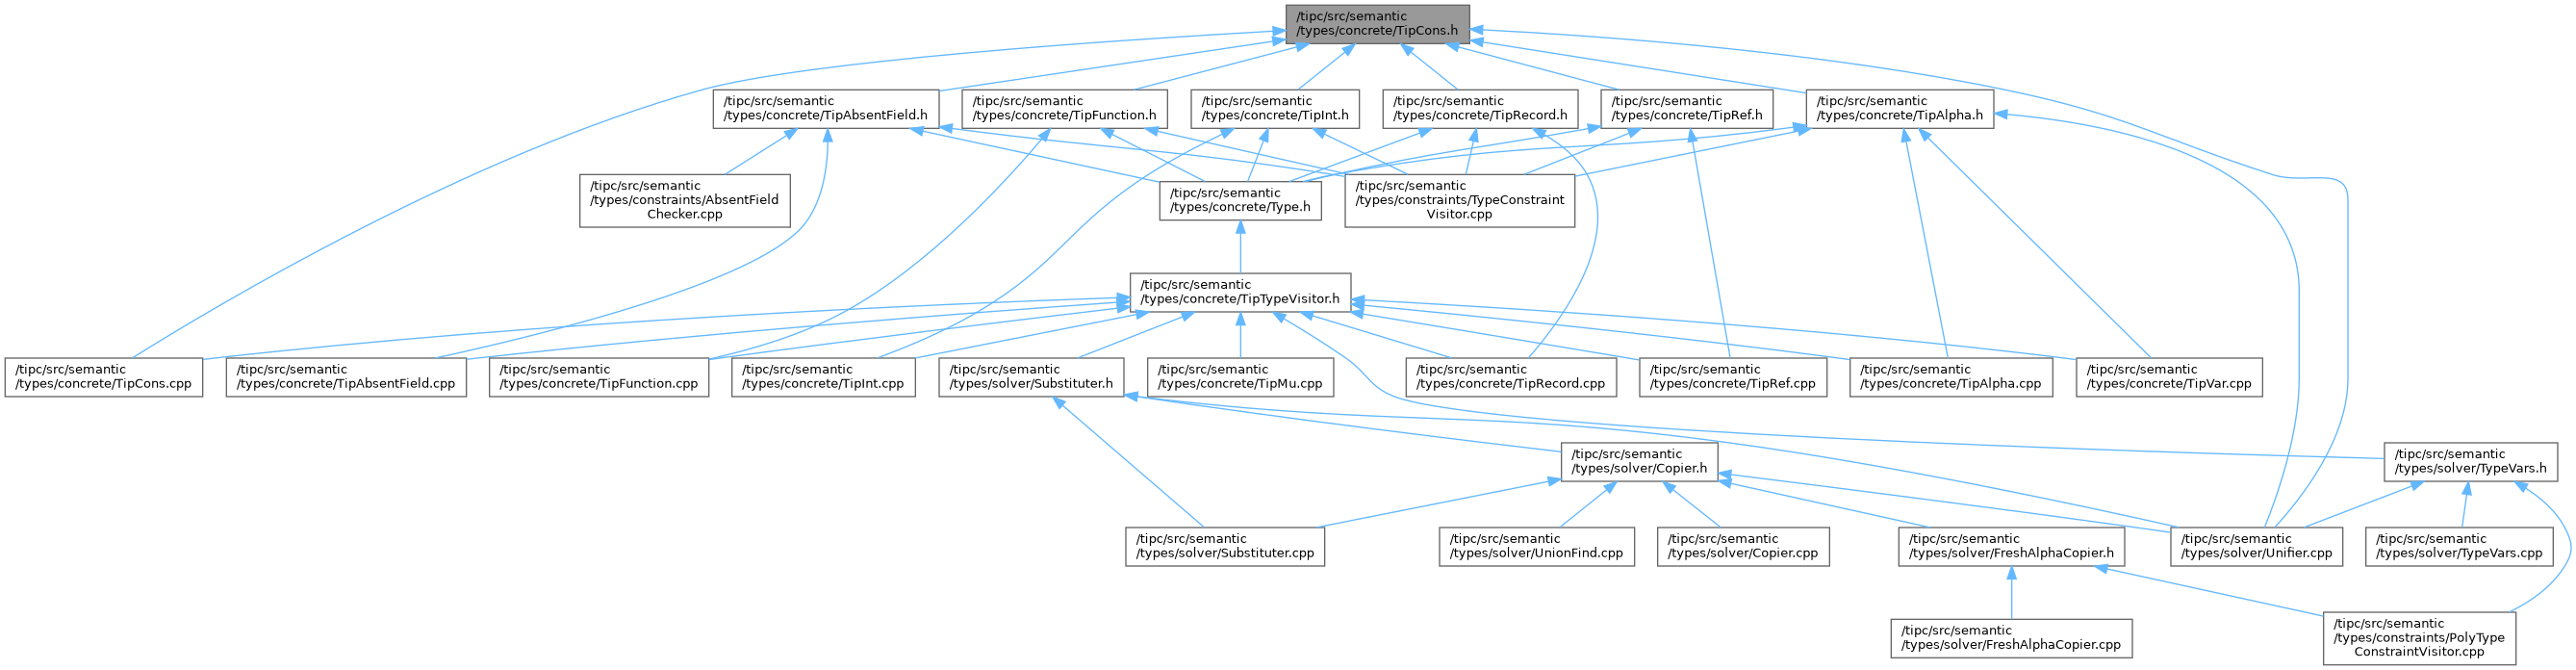 /tipc/src/semantic
/types/concrete/TipCons.h
/tipc/src/semantic
/types/concrete/TipAbsentField.h
/tipc/src/semantic
/types/concrete/TipFunction.h
/tipc/src/semantic
/types/concrete/TipInt.h
/tipc/src/semantic
/types/concrete/TipRecord.h
/tipc/src/semantic
/types/concrete/TipRef.h
/tipc/src/semantic
/types/concrete/TipAlpha.h
/tipc/src/semantic
/types/constraints/AbsentField
Checker.cpp
/tipc/src/semantic
/types/concrete/Type.h
/tipc/src/semantic
/types/constraints/TypeConstraint
Visitor.cpp
/tipc/src/semantic
/types/concrete/TipTypeVisitor.h
/tipc/src/semantic
/types/concrete/TipCons.cpp
/tipc/src/semantic
/types/concrete/TipAbsentField.cpp
/tipc/src/semantic
/types/concrete/TipFunction.cpp
/tipc/src/semantic
/types/concrete/TipInt.cpp
/tipc/src/semantic
/types/solver/Substituter.h
/tipc/src/semantic
/types/concrete/TipMu.cpp
/tipc/src/semantic
/types/concrete/TipRecord.cpp
/tipc/src/semantic
/types/concrete/TipRef.cpp
/tipc/src/semantic
/types/concrete/TipAlpha.cpp
/tipc/src/semantic
/types/concrete/TipVar.cpp
/tipc/src/semantic
/types/solver/Copier.h
/tipc/src/semantic
/types/solver/TypeVars.h
/tipc/src/semantic
/types/solver/Substituter.cpp
/tipc/src/semantic
/types/solver/UnionFind.cpp
/tipc/src/semantic
/types/solver/Copier.cpp
/tipc/src/semantic
/types/solver/FreshAlphaCopier.h
/tipc/src/semantic
/types/solver/Unifier.cpp
/tipc/src/semantic
/types/solver/TypeVars.cpp
/tipc/src/semantic
/types/solver/FreshAlphaCopier.cpp
/tipc/src/semantic
/types/constraints/PolyType
ConstraintVisitor.cpp